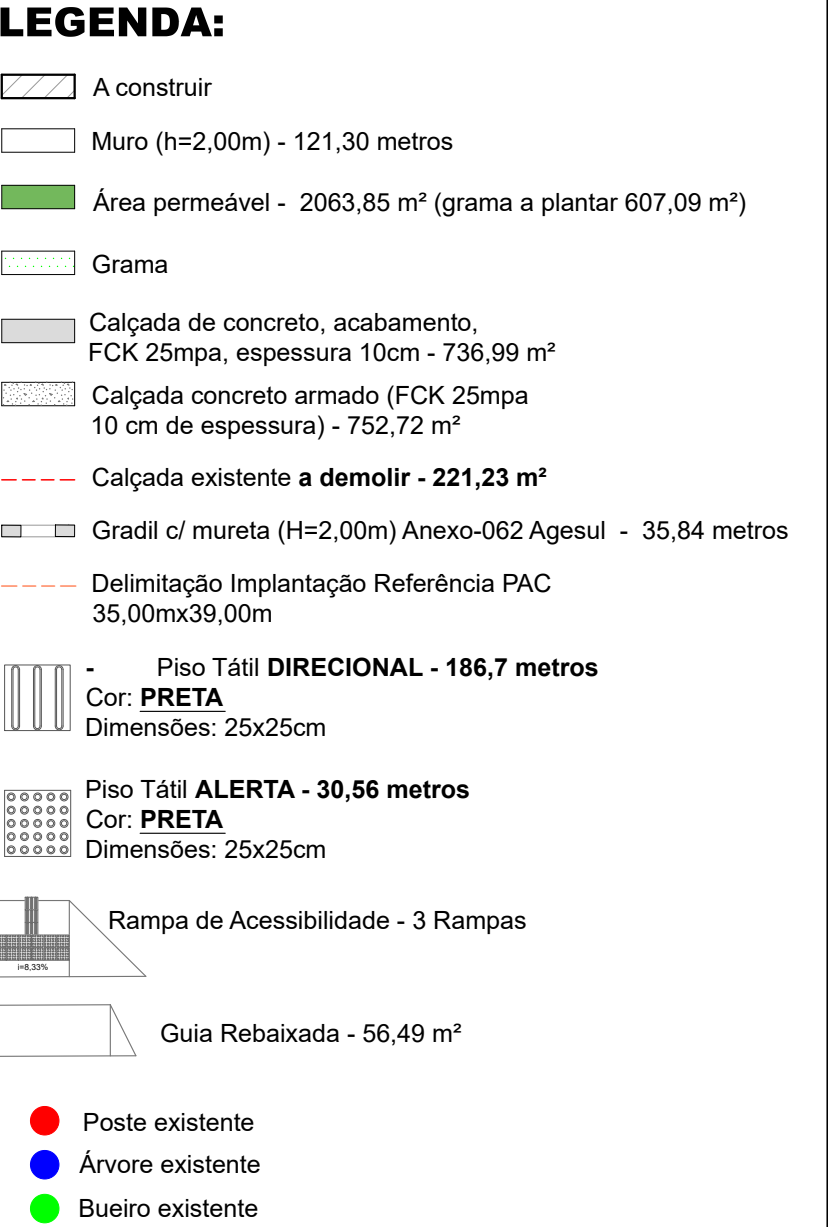 LEGENDA:
A construir
Muro (h=2,00m) - 121,30 metros
Área permeável - 2063,85 m² (grama a plantar 607,09 m²)
Grama
Calçada de concreto, acabamento,
FCK 25mpa, espessura 10cm - 736,99 m²
Calçada concreto armado (FCK 25mpa
10 cm de espessura) - 752,72 m²
Calçada existente a demolir - 221,23 m²
Gradil c/ mureta (H=2,00m) Anexo-062 Agesul - 35,84 metros
Delimitação Implantação Referência PAC
35,00mx39,00m
- Piso Tátil DIRECIONAL - 186,7 metros
Cor: PRETA
Dimensões: 25x25cm
Piso Tátil ALERTA - 30,56 metros
Cor: PRETA
Dimensões: 25x25cm
Rampa de Acessibilidade - 3 Rampas
i=8,33%
Guia Rebaixada - 56,49 m²
Poste existente
Árvore existente
Bueiro existente